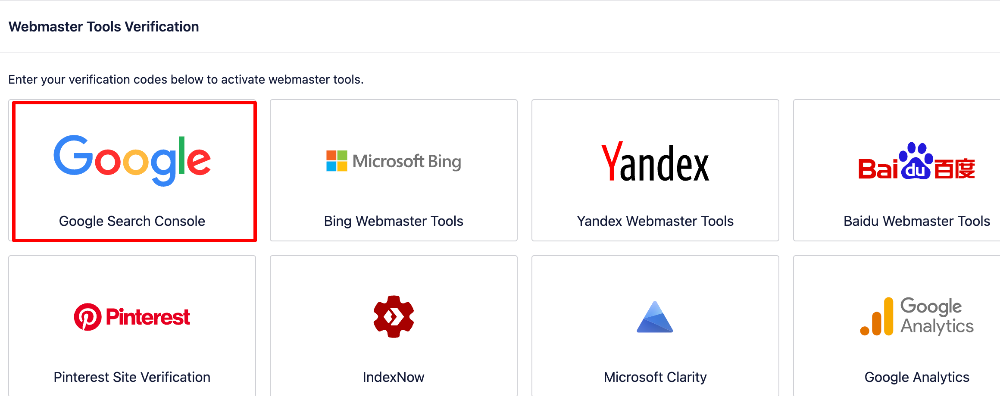 Webmaster Tools Verification
Enter your verification codes below to activate webmaster tools.
Google
Microsoft Bing
Yandex
Bai du 百度
Google Search Console
Bing Webmaster Tools
Yandex Webmaster Tools
Baidu Webmaster Tools
Pinterest
Google
Analytics
Pinterest Site Verification
IndexNow
Microsoft Clarity
Google Analytics